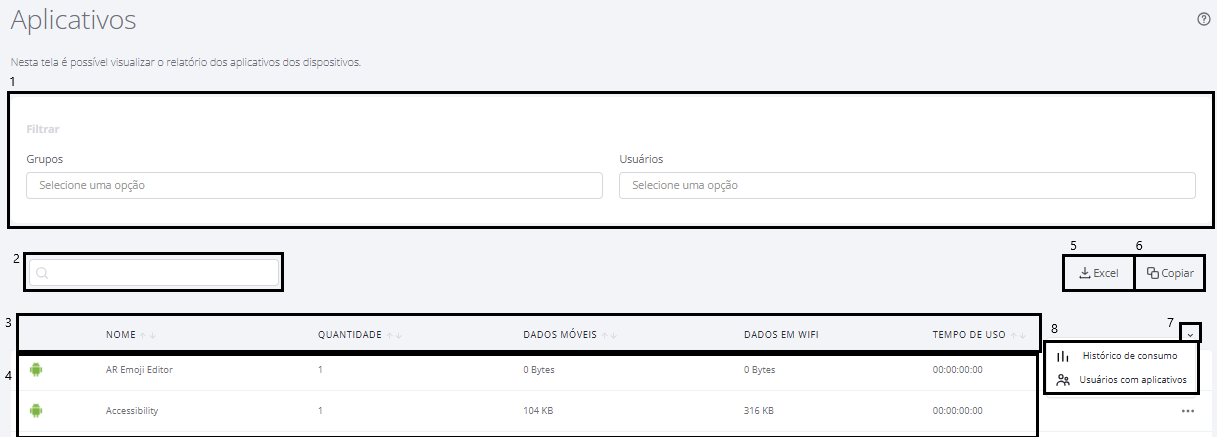 Aplicativos
Nesta tela é possível visualizar o relatório dos aplicativos dos dispositivos.
1
Filtrar
Grupos Usuários
Selecione uma opção Selecione uma opção
2 5 6
Excel Copiar
3 NOME QUANTIDADE DADOS MÓVEIS DADOS EM WIFI TEMPO DE USO 8 7
Histórico de consumo
4 AR Emoji Editor 1 0 Bytes 0 Bytes 00:00:00:00
Usuários com aplicativos
Accessibility 1 104 KB 316 KB 00:00:00:00